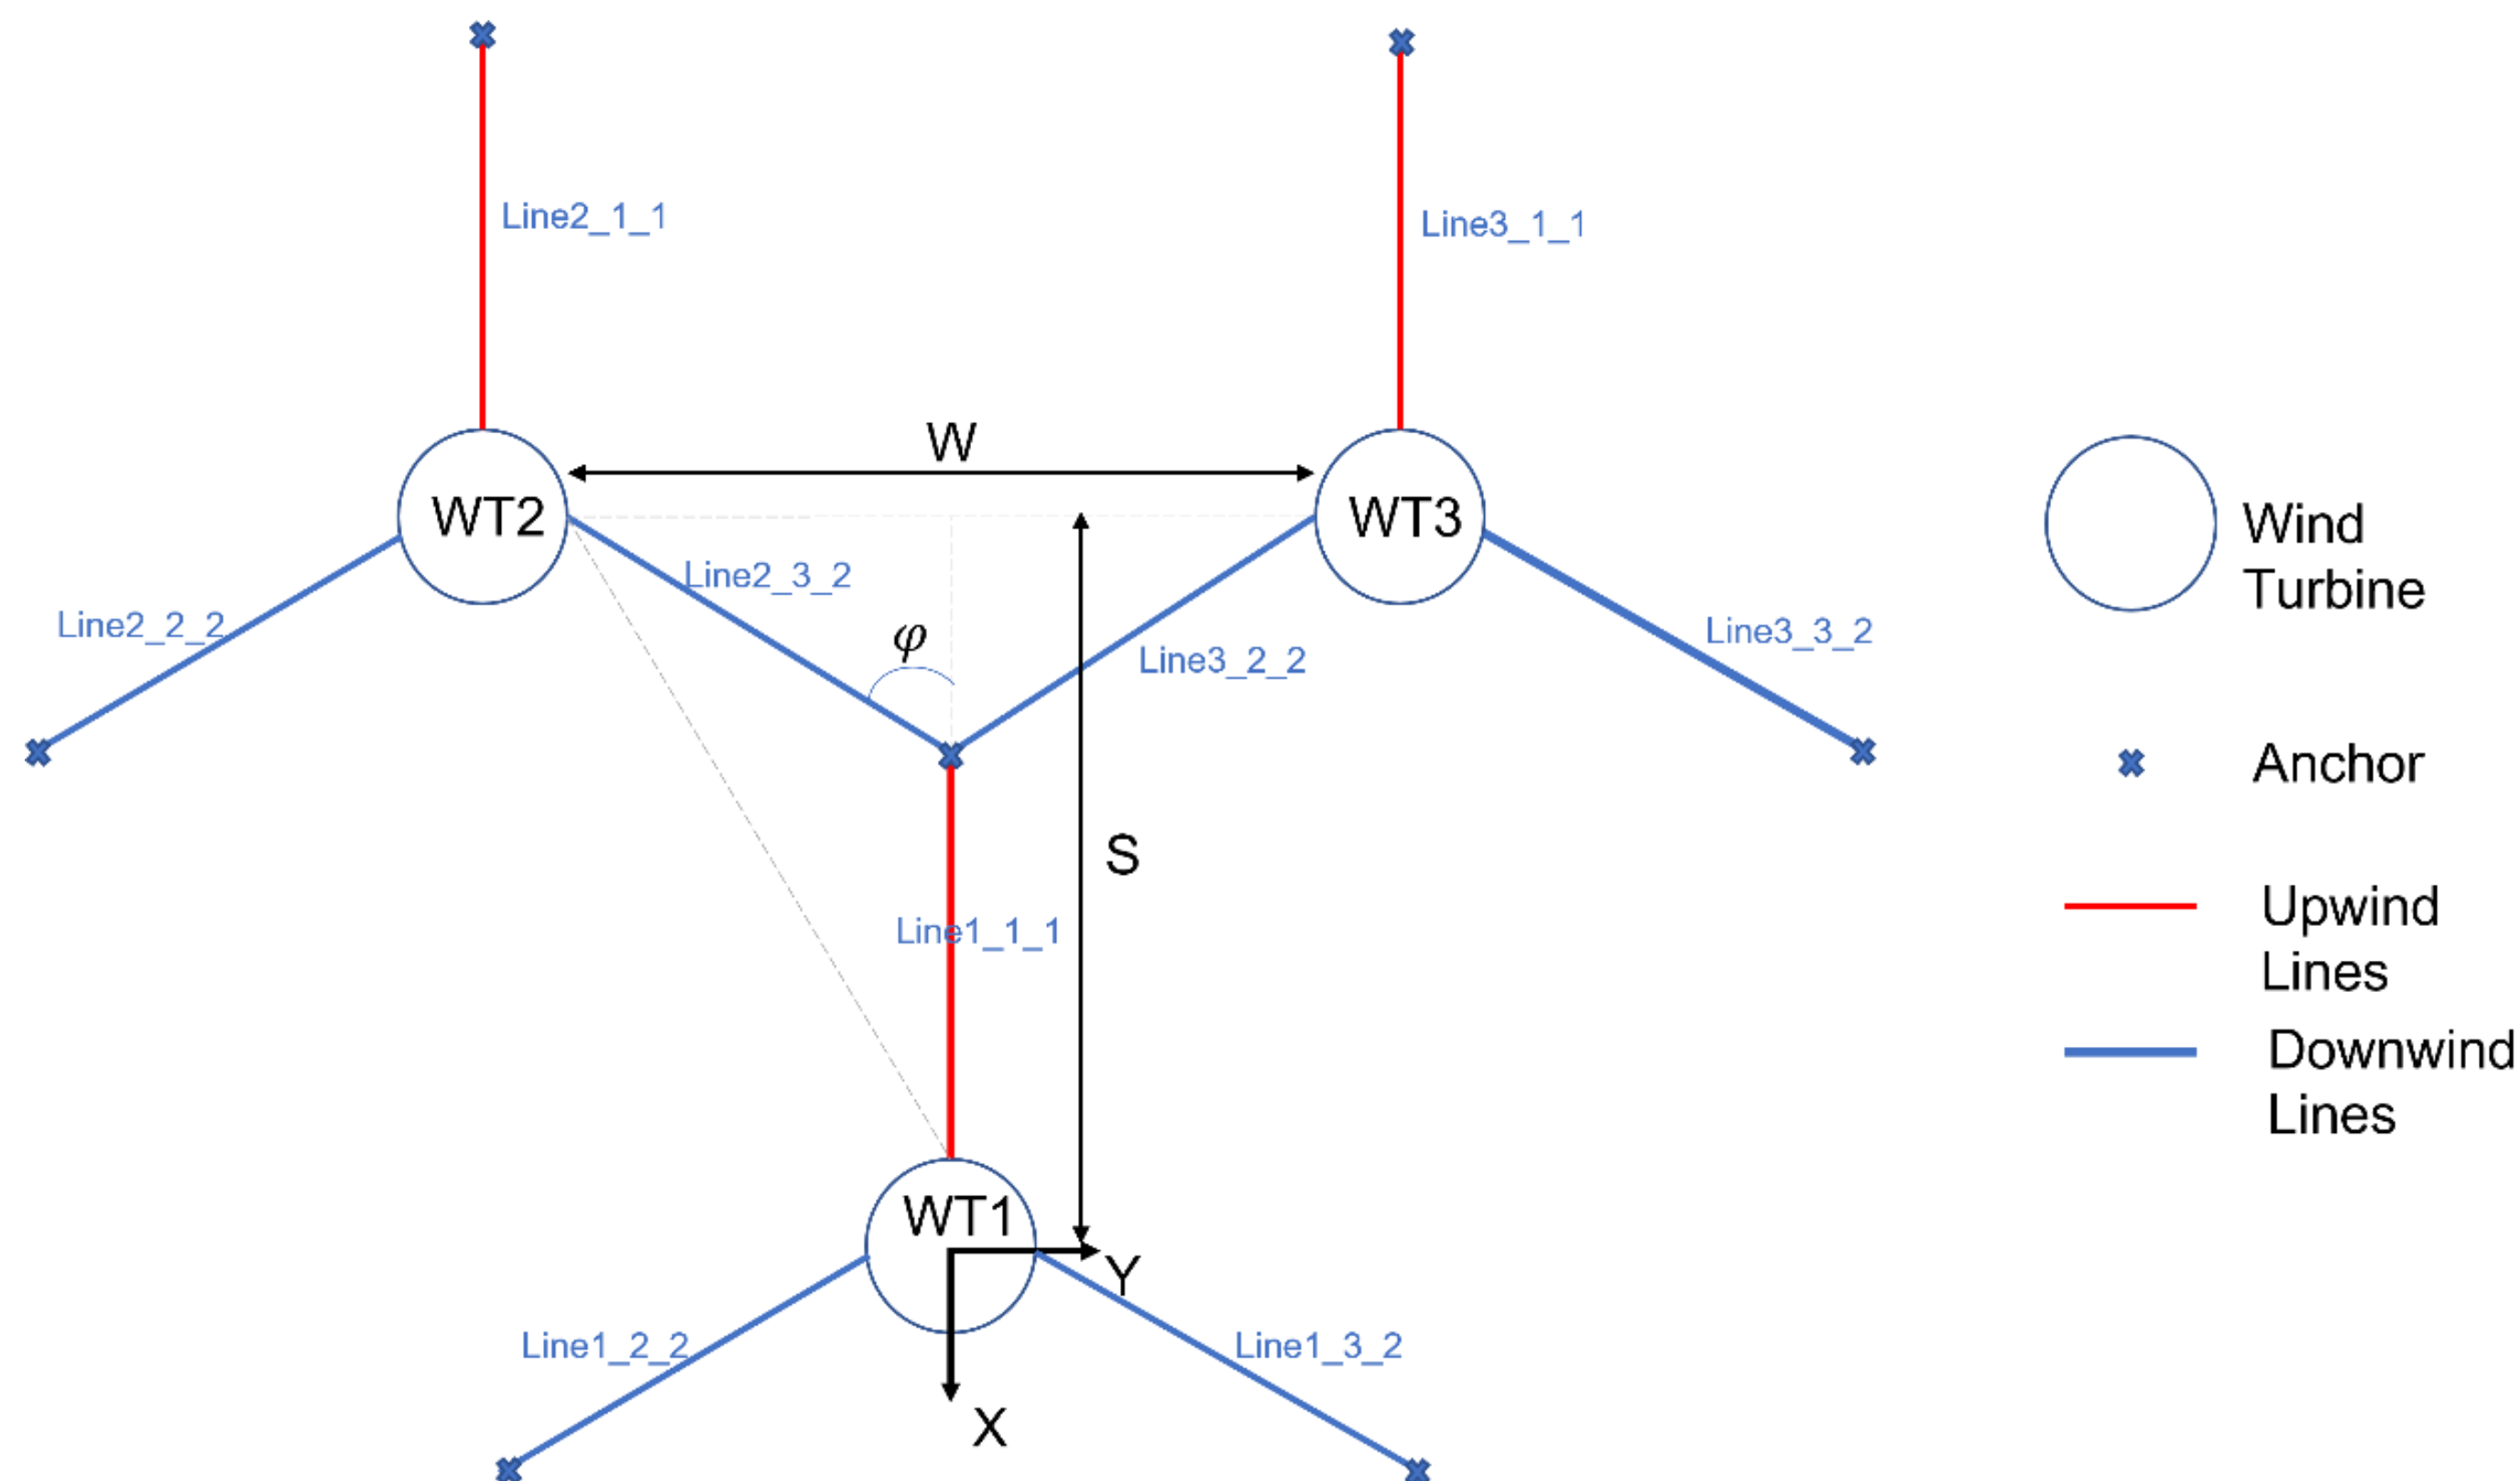 Line2_1_1
Line3_1_1
W
WT2
WT3
Wind
Turbine
Line2_3_2
Line2_2_2
φ
Line3_2_2
Line3_3_2
Anchor
S
Line1_1_1
Upwind
Lines
Downwind
Lines
WT1
Y
Line1_2_2
Line1_3_2
X